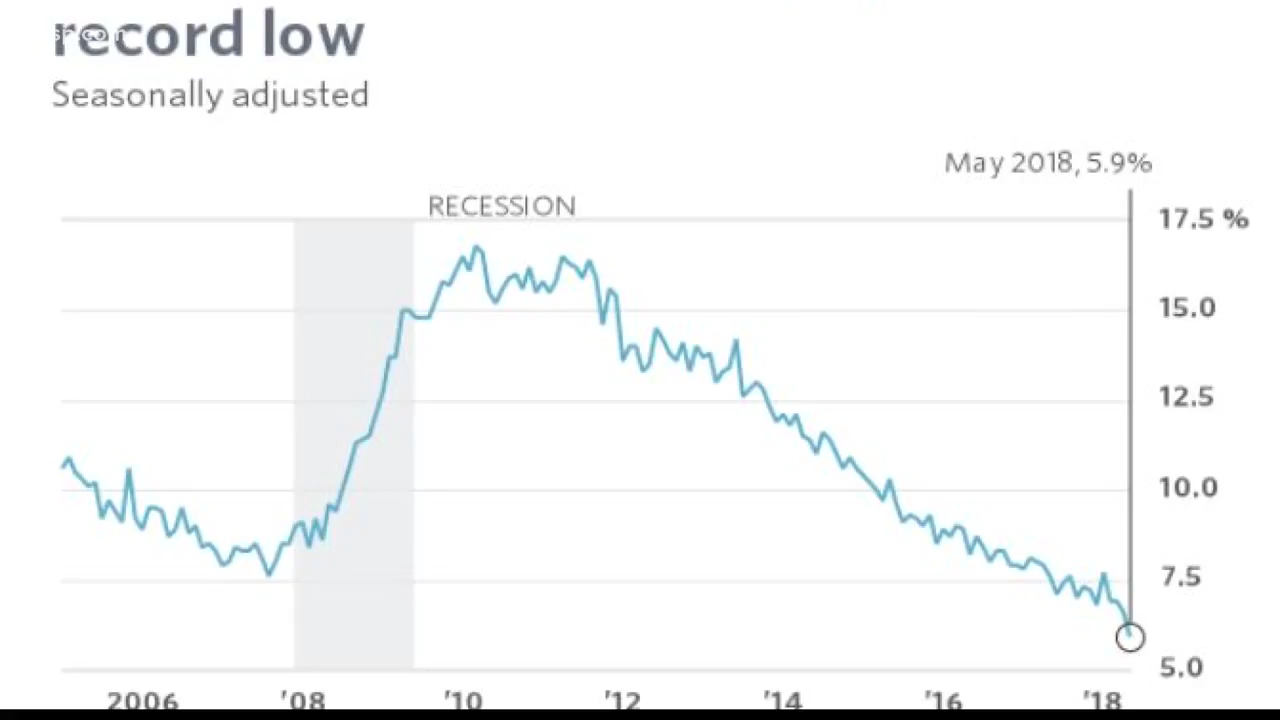 record low
Seasonally adjusted
May 2018, 5.9%
RECESSION
17.5 %
15.0
12.5
10.0
7.5
5.0
2006 '08 '10 '12 '14 '16 '18